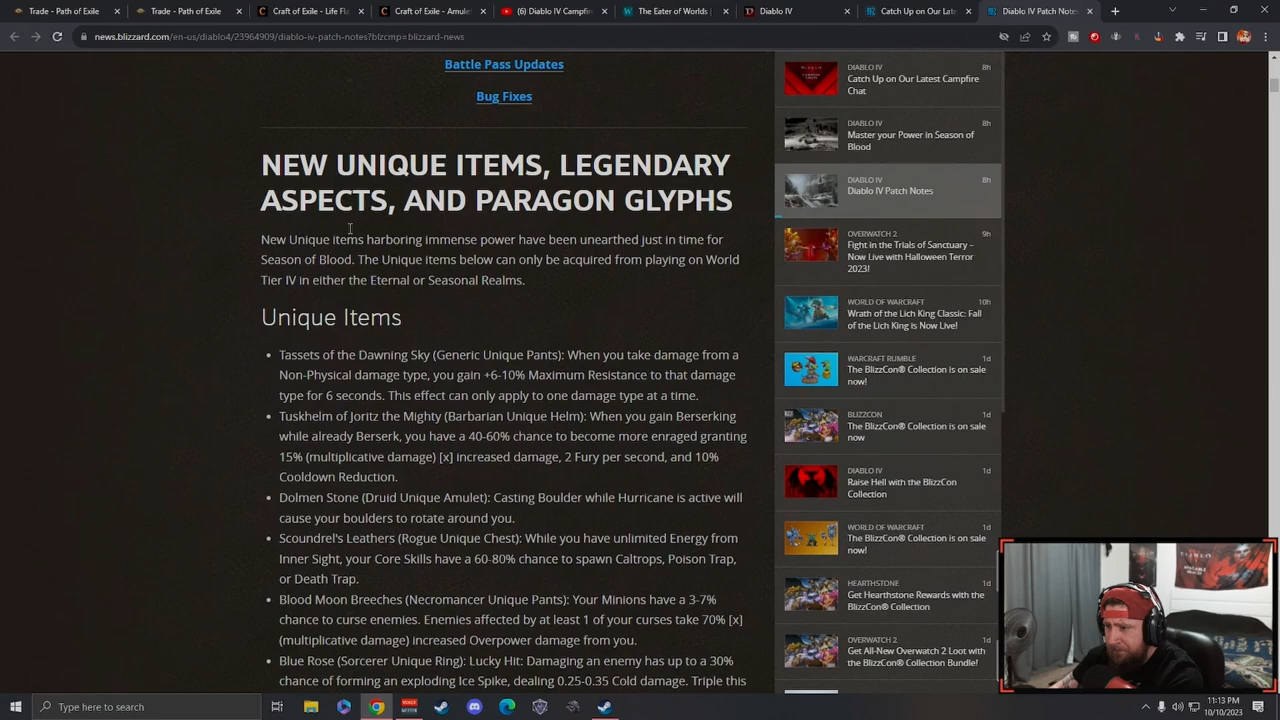 Trade - Path of Exile
Trade - Path of Exile
Craft of Exile - Life Fla
Craft of Exile - Amulet
(6) Diablo IV Campfire
The Eater of Worlds |
Diablo IV
Catch Up on Our Late
Diablo IV Patch Notes
news.blizzard.com/en-us/diablo4/23964909/diablo-iv-patch-notes?blzcmp=blizzard-news
Battle Pass Updates
Bug Fixes
NEW UNIQUE ITEMS, LEGENDARY
ASPECTS, AND PARAGON GLYPHS
New Unique items harboring immense power have been unearthed just in time for
Season of Blood. The Unique items below can only be acquired from playing on World
Tier IV in either the Eternal or Seasonal Realms.
Unique Items
Tassets of the Dawning Sky (Generic Unique Pants): When you take damage from a
Non-Physical damage type, you gain +6-10% Maximum Resistance to that damage
type for 6 seconds. This effect can only apply to one damage type at a time.
Tuskhelm of Joritz the Mighty (Barbarian Unique Helm): When you gain Berserking
while already Berserk, you have a 40-60% chance to become more enraged granting
15% (multiplicative damage) [x] increased damage, 2 Fury per second, and 10%
Cooldown Reduction.
Dolmen Stone (Druid Unique Amulet): Casting Boulder while Hurricane is active will
cause your boulders to rotate around you.
Scoundrel's Leathers (Rogue Unique Chest): While you have unlimited Energy from
Inner Sight, your Core Skills have a 60-80% chance to spawn Caltrops, Poison Trap,
or Death Trap.
Blood Moon Breeches (Necromancer Unique Pants): Your Minions have a 3-7%
chance to curse enemies. Enemies affected by at least 1 of your curses take 70% [x]
(multiplicative damage) increased Overpower damage from you.
Blue Rose (Sorcerer Unique Ring): Lucky Hit: Damaging an enemy has up to a 30%
chance of forming an exploding Ice Spike, dealing 0.25-0.35 Cold damage. Triple this
DIABLO IV 8h
Catch Up on Our Latest Campfire
Chat
DIABLO IV 8h
Master your Power in Season of
Blood
DIABLO IV 8h
Diablo IV Patch Notes
OVERWATCH 2 9h
Fight in the Trials of Sanctuary –
Now Live with Halloween Terror
2023!
WORLD OF WARCRAFT 10h
Wrath of the Lich King Classic: Fall
of the Lich King is Now Live!
WARCRAFT RUMBLE 1d
The BlizzCon® Collection is on sale
now!
BLIZZCON 1d
The BlizzCon® Collection is on sale
now
DIABLO IV 1d
Raise Hell with the BlizzCon
Collection
WORLD OF WARCRAFT 1d
The BlizzCon® Collection is on sale
now!
HEARTHSTONE 1d
Get Hearthstone Rewards with the
BlizzCon® Collection
OVERWATCH 2 1d
Get All-New Overwatch 2 Loot with
the BlizzCon® Collection Bundle!
Type here to search
11:13 PM
10/10/2023